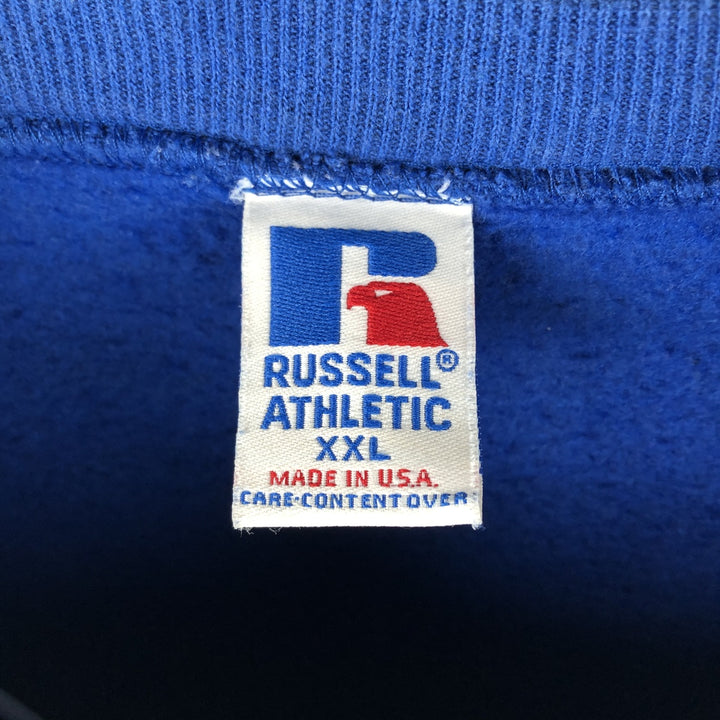 RUSSELL®
ATHLETIC
XXL
MADE IN U.S.A.
CARE-CONTENT OVER